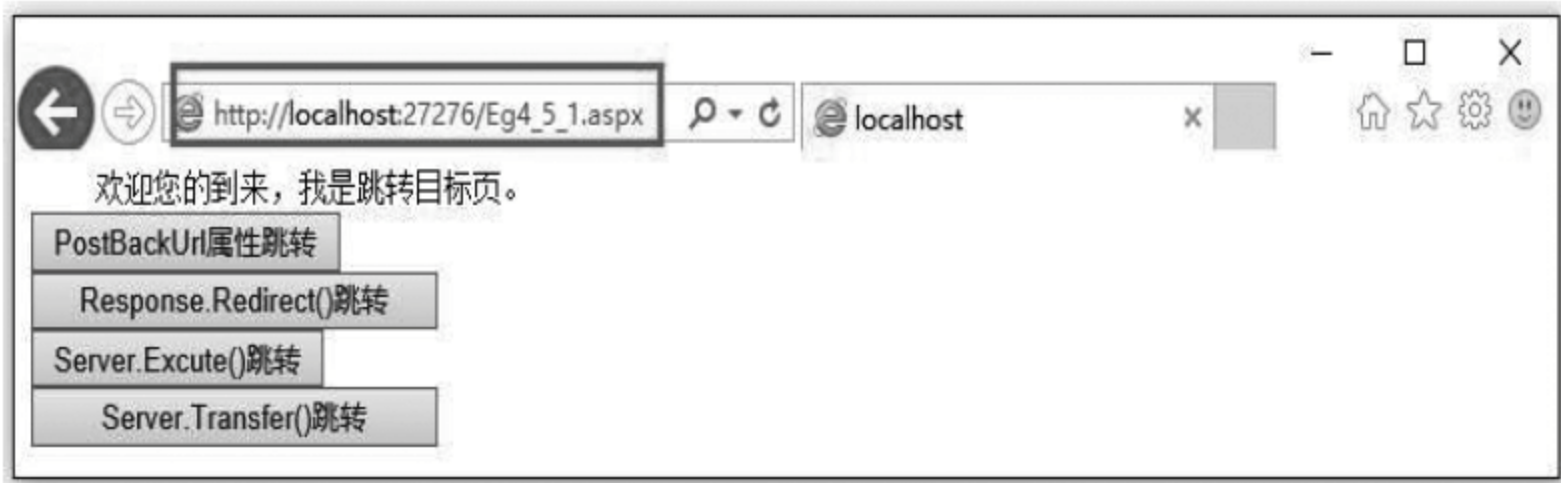 http://localhost:27276/Eg4_5_1.aspx
localhost
欢迎您的到来，我是跳转目标页。
PostBackUrl属性跳转
Response.Redirect()跳转
Server.Excute()跳转
Server.Transfer()跳转